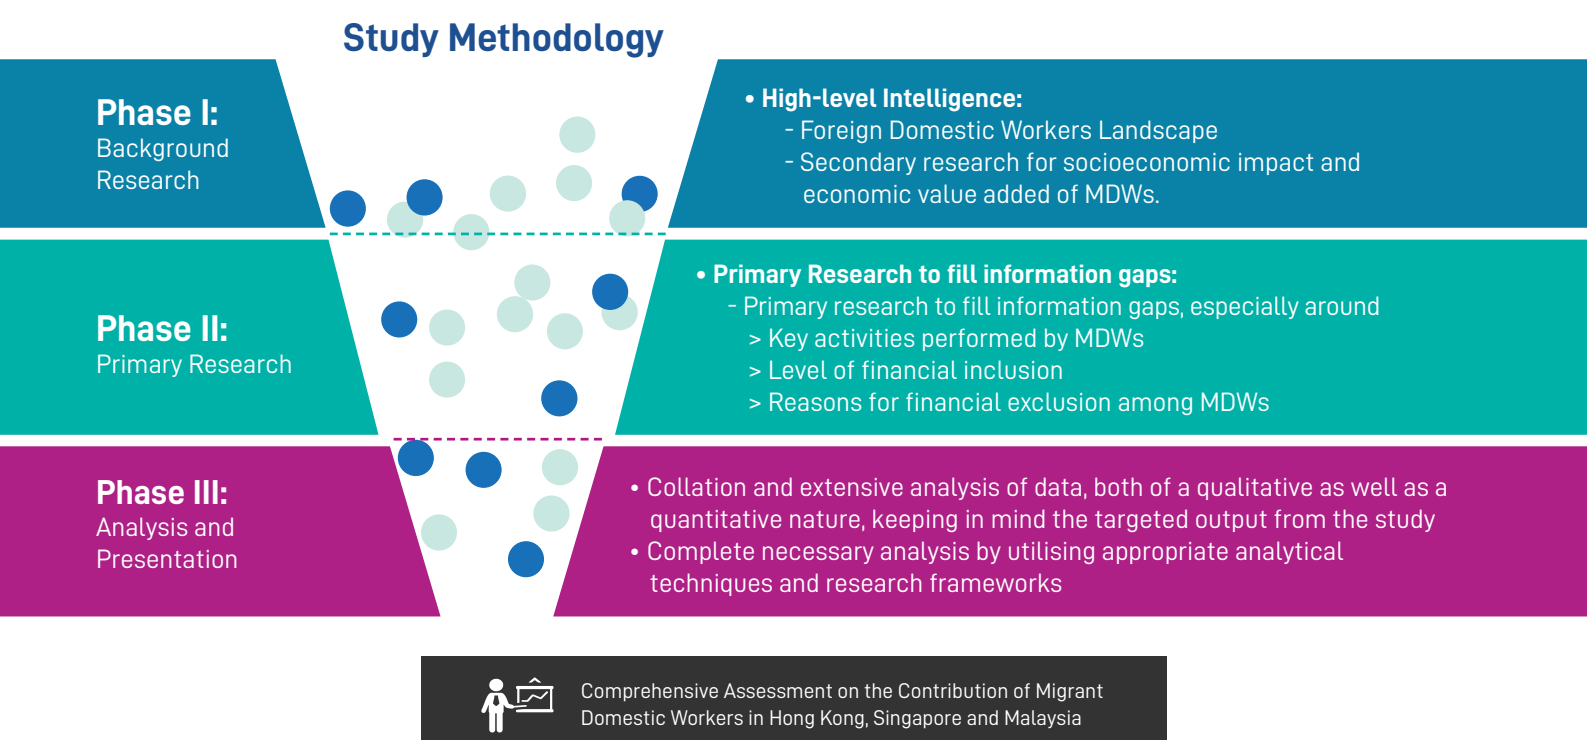 Study Methodology
Phase I:
Background
Research
• High-level Intelligence:
- Foreign Domestic Workers Landscape
- Secondary research for socioeconomic impact and
economic value added of MDWs.
Phase II:
Primary Research
• Primary Research to fill information gaps:
- Primary research to fill information gaps, especially around
> Key activities performed by MDWs
> Level of financial inclusion
> Reasons for financial exclusion among MDWs
Phase III:
Analysis and
Presentation
• Collation and extensive analysis of data, both of a qualitative as well as a
quantitative nature, keeping in mind the targeted output from the study
• Complete necessary analysis by utilising appropriate analytical
techniques and research frameworks
Comprehensive Assessment on the Contribution of Migrant
Domestic Workers in Hong Kong, Singapore and Malaysia